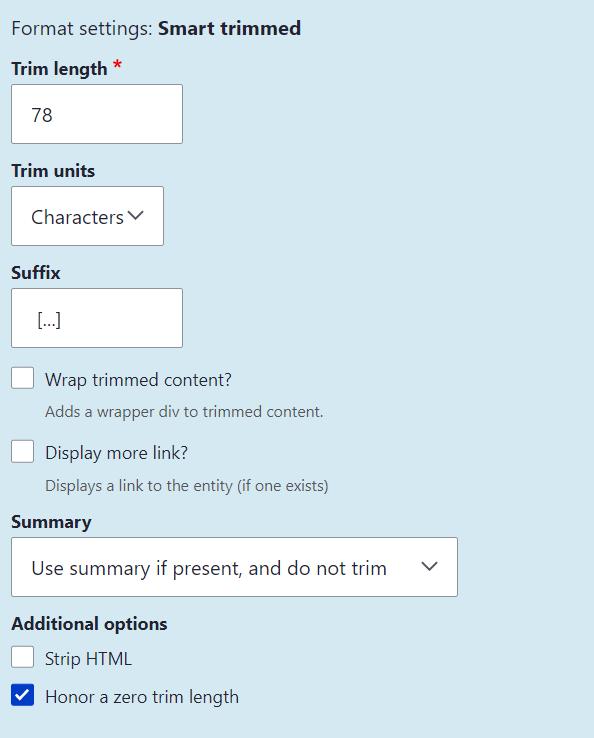 Format settings: Smart trimmed
Trim length *
78
Trim units
Characters
Suffix
[...]
Wrap trimmed content?
Adds a wrapper div to trimmed content.
Display more link?
Displays a link to the entity (if one exists)
Summary
Use summary if present, and do not trim
Additional options
Strip HTML
Honor a zero trim length